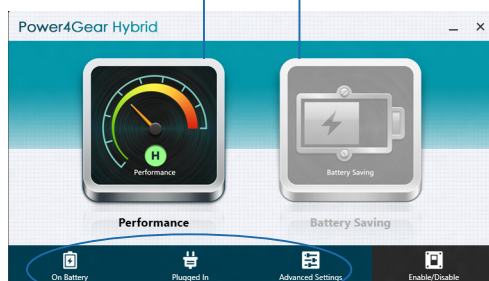 Power4Gear Hybrid
H
Performance
Battery Saving
Performance
Battery Saving
On Battery
Plugged In
Advanced Settings
Enable/Disable